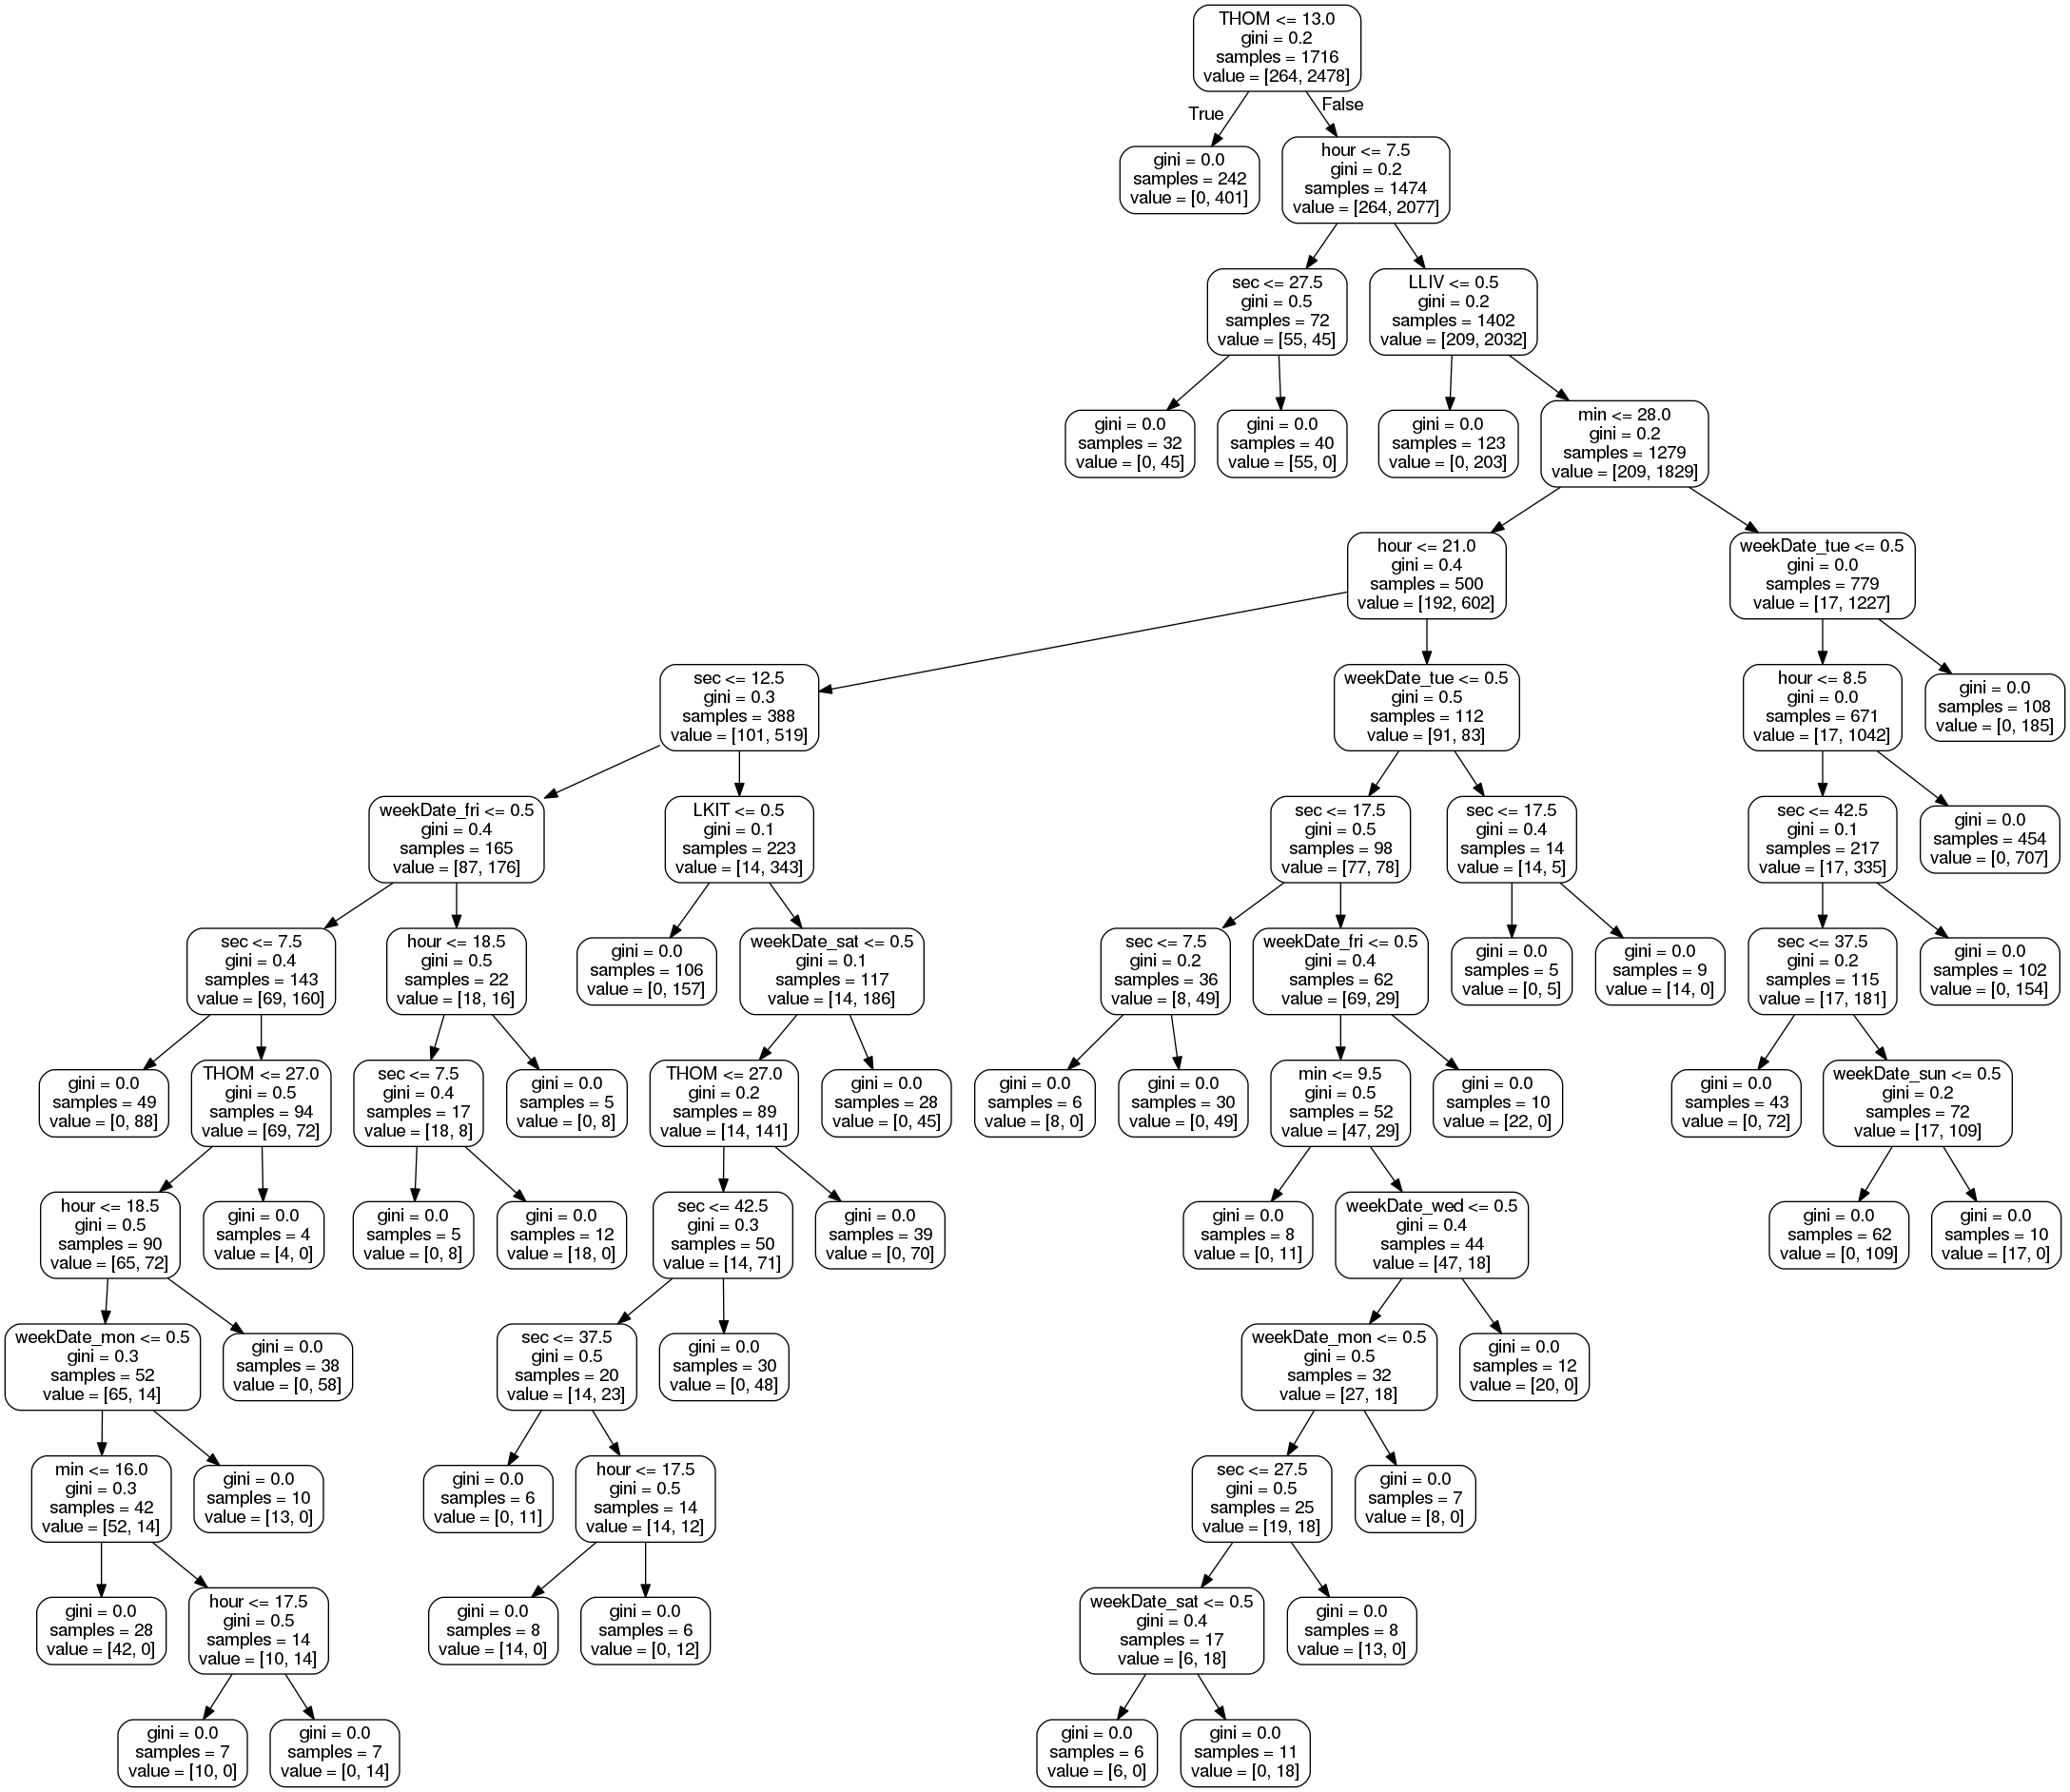 THOM <= 13.0
gini = 0.2
samples = 1716
value = [264, 2478]
True
False
gini = 0.0
samples = 242
value = [0, 401]
hour <= 7.5
gini = 0.2
samples = 1474
value = [264, 2077]
sec <= 27.5
gini = 0.5
samples = 72
value = [55, 45]
LLIV <= 0.5
gini = 0.2
samples = 1402
value = [209, 2032]
gini = 0.0
samples = 32
value = [0, 45]
gini = 0.0
samples = 40
value = [55, 0]
gini = 0.0
samples = 123
value = [0, 203]
min <= 28.0
gini = 0.2
samples = 1279
value = [209, 1829]
hour <= 21.0
gini = 0.4
samples = 500
value = [192, 602]
weekDate_tue <= 0.5
gini = 0.0
samples = 779
value = [17, 1227]
sec <= 12.5
gini = 0.3
samples = 388
value = [101, 519]
weekDate_tue <= 0.5
gini = 0.5
samples = 112
value = [91, 83]
hour <= 8.5
gini = 0.0
samples = 671
value = [17, 1042]
gini = 0.0
samples = 108
value = [0, 185]
weekDate_fri <= 0.5
gini = 0.4
samples = 165
value = [87, 176]
LKIT <= 0.5
gini = 0.1
samples = 223
value = [14, 343]
sec <= 17.5
gini = 0.5
samples = 98
value = [77, 78]
sec <= 17.5
gini = 0.4
samples = 14
value = [14, 5]
sec <= 42.5
gini = 0.1
samples = 217
value = [17, 335]
gini = 0.0
samples = 454
value = [0, 707]
sec <= 7.5
gini = 0.4
samples = 143
value = [69, 160]
hour <= 18.5
gini = 0.5
samples = 22
value = [18, 16]
gini = 0.0
samples = 106
value = [0, 157]
weekDate_sat <= 0.5
gini = 0.1
samples = 117
value = [14, 186]
sec <= 7.5
gini = 0.2
samples = 36
value = [8, 49]
weekDate_fri <= 0.5
gini = 0.4
samples = 62
value = [69, 29]
gini = 0.0
samples = 5
value = [0, 5]
gini = 0.0
samples = 9
value = [14, 0]
sec <= 37.5
gini = 0.2
samples = 115
value = [17, 181]
gini = 0.0
samples = 102
value = [0, 154]
gini = 0.0
samples = 49
value = [0, 88]
THOM <= 27.0
gini = 0.5
samples = 94
value = [69, 72]
sec <= 7.5
gini = 0.4
samples = 17
value = [18, 8]
gini = 0.0
samples = 5
value = [0, 8]
THOM <= 27.0
gini = 0.2
samples = 89
value = [14, 141]
gini = 0.0
samples = 28
value = [0, 45]
gini = 0.0
samples = 6
value = [8, 0]
gini = 0.0
samples = 30
value = [0, 49]
min <= 9.5
gini = 0.5
samples = 52
value = [47, 29]
gini = 0.0
samples = 10
value = [22, 0]
gini = 0.0
samples = 43
value = [0, 72]
weekDate_sun <= 0.5
gini = 0.2
samples = 72
value = [17, 109]
hour <= 18.5
gini = 0.5
samples = 90
value = [65, 72]
gini = 0.0
samples = 4
value = [4, 0]
gini = 0.0
samples = 5
value = [0, 8]
gini = 0.0
samples = 12
value = [18, 0]
sec <= 42.5
gini = 0.3
samples = 50
value = [14, 71]
gini = 0.0
samples = 39
value = [0, 70]
gini = 0.0
samples = 8
value = [0, 11]
weekDate_wed <= 0.5
gini = 0.4
samples = 44
value = [47, 18]
gini = 0.0
samples = 62
value = [0, 109]
gini = 0.0
samples = 10
value = [17, 0]
weekDate_mon <= 0.5
gini = 0.3
samples = 52
value = [65, 14]
gini = 0.0
samples = 38
value = [0, 58]
sec <= 37.5
gini = 0.5
samples = 20
value = [14, 23]
gini = 0.0
samples = 30
value = [0, 48]
weekDate_mon <= 0.5
gini = 0.5
samples = 32
value = [27, 18]
gini = 0.0
samples = 12
value = [20, 0]
min <= 16.0
gini = 0.3
samples = 42
value = [52, 14]
gini = 0.0
samples = 10
value = [13, 0]
gini = 0.0
samples = 6
value = [0, 11]
hour <= 17.5
gini = 0.5
samples = 14
value = [14, 12]
sec <= 27.5
gini = 0.5
samples = 25
value = [19, 18]
gini = 0.0
samples = 7
value = [8, 0]
gini = 0.0
samples = 28
value = [42, 0]
hour <= 17.5
gini = 0.5
samples = 14
value = [10, 14]
gini = 0.0
samples = 8
value = [14, 0]
gini = 0.0
samples = 6
value = [0, 12]
weekDate_sat <= 0.5
gini = 0.4
samples = 17
value = [6, 18]
gini = 0.0
samples = 8
value = [13, 0]
gini = 0.0
samples = 7
value = [10, 0]
gini = 0.0
samples = 7
value = [0, 14]
gini = 0.0
samples = 6
value = [6, 0]
gini = 0.0
samples = 11
value = [0, 18]